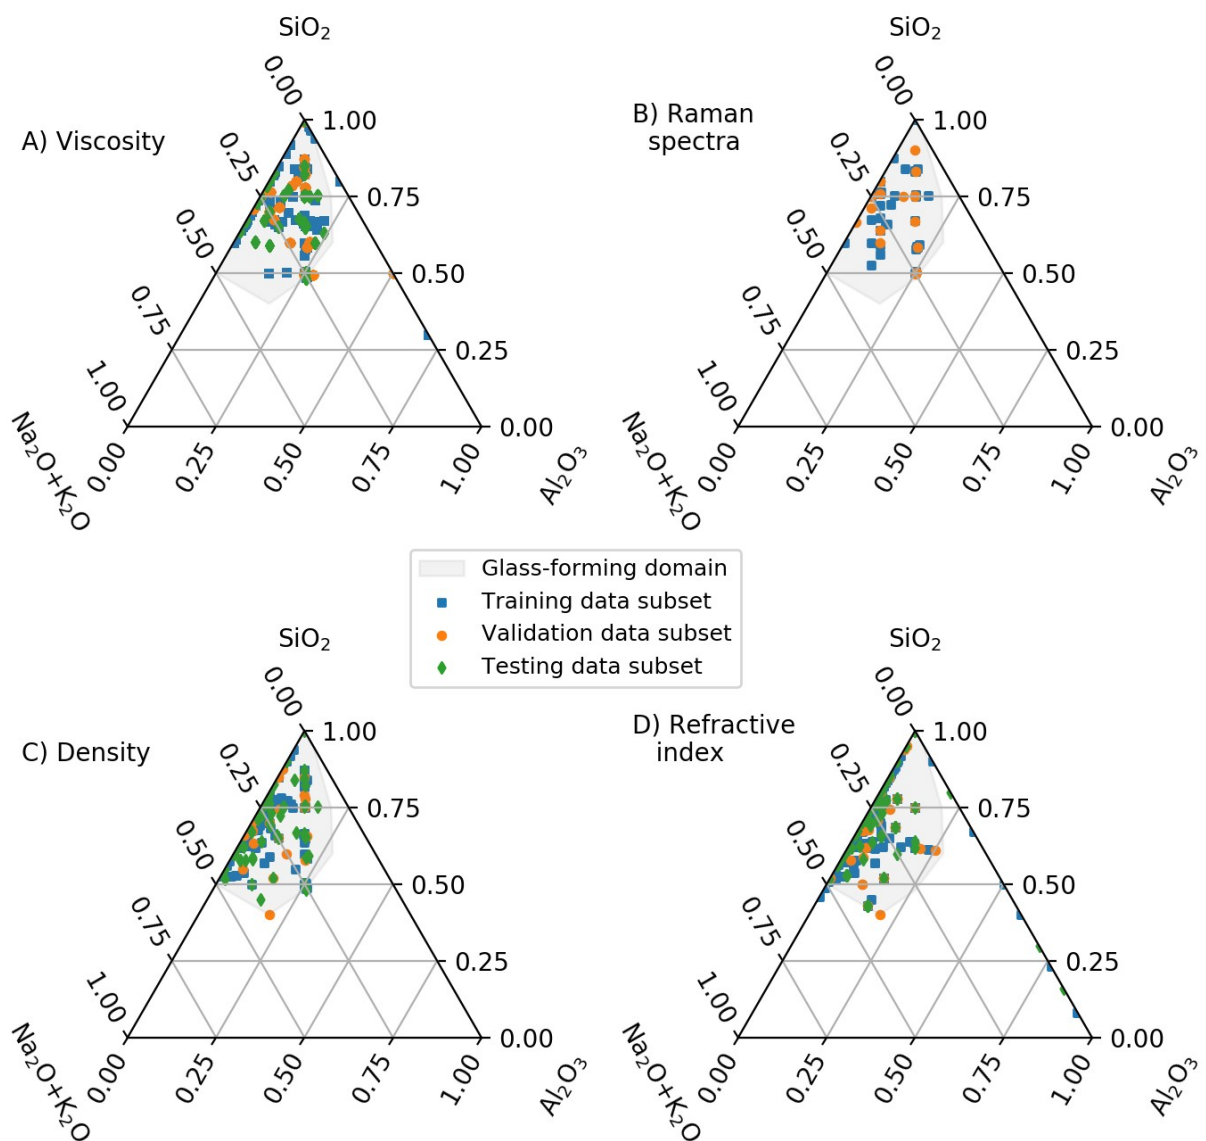 SiO₂
0.00
1.00
A) Viscosity
0.25
0.75
0.50
0.50
0.75
0.25
1.00
0.00
Na₂O+K₂O
0.00
0.25
0.50
0.75
1.00
Al₂O₃
SiO₂
0.00
1.00
B) Raman
spectra
0.25
0.75
0.50
0.50
0.75
0.25
1.00
0.00
Na₂O+K₂O
0.00
0.25
0.50
0.75
1.00
Al₂O₃
Glass-forming domain
Training data subset
Validation data subset
Testing data subset
SiO₂
0.00
1.00
C) Density
0.25
0.75
0.50
0.50
0.75
0.25
1.00
0.00
Na₂O+K₂O
0.00
0.25
0.50
0.75
1.00
Al₂O₃
SiO₂
0.00
1.00
D) Refractive
index
0.25
0.75
0.50
0.50
0.75
0.25
1.00
0.00
Na₂O+K₂O
0.00
0.25
0.50
0.75
1.00
Al₂O₃